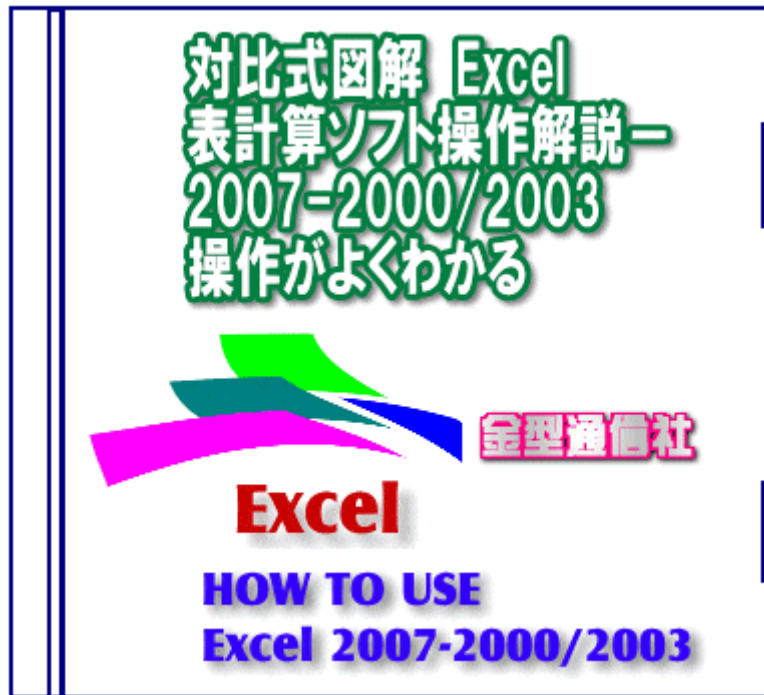 対比式図解 Excel
表計算ソフト操作解説－
2007-2000/2003
操作がよくわかる
金型通信社
Excel
HOW TO USE
Excel 2007-2000/2003